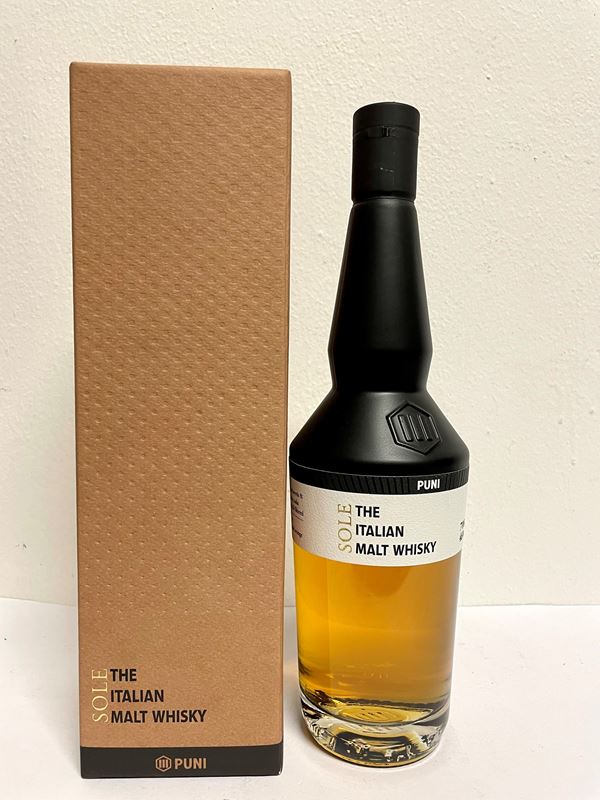 SOLE
THE
ITALIAN
MALT WHISKY
PUNI
PUNI
SOLE
THE
ITALIAN
MALT WHISKY